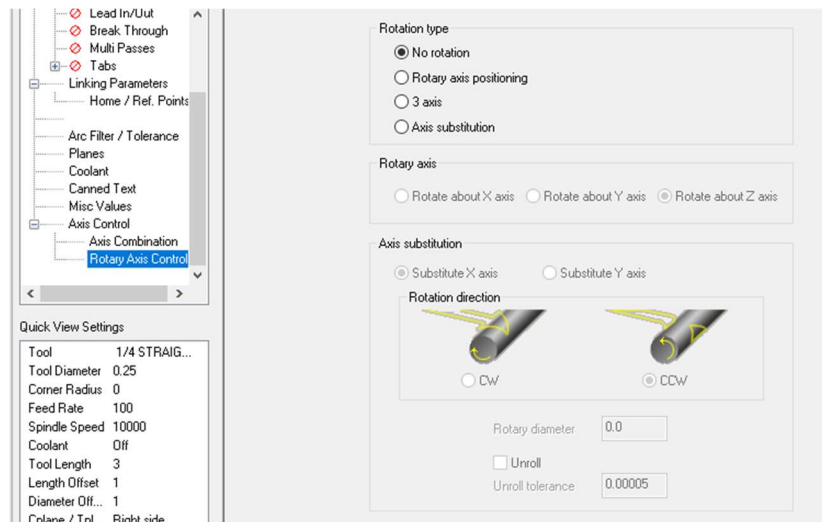 Lead In/Out
Break Through
Multi Passes
Tabs
Linking Parameters
Home / Ref. Points
Arc Filter / Tolerance
Planes
Coolant
Canned Text
Misc Values
Axis Control
Axis Combination
Rotary Axis Control
Quick View Settings
Tool 1/4 STRAIG...
Tool Diameter 0.25
Corner Radius 0
Feed Rate 100
Spindle Speed 10000
Coolant Off
Tool Length 3
Length Offset 1
Diameter Off... 1
Cplane / Tpl... Right side
Rotation type
No rotation
Rotary axis positioning
3 axis
Axis substitution
Rotary axis
Rotate about X axis Rotate about Y axis Rotate about Z axis
Axis substitution
Substitute X axis Substitute Y axis
Rotation direction
CW CCW
Rotary diameter 0.0
Unroll
Unroll tolerance 0.00005